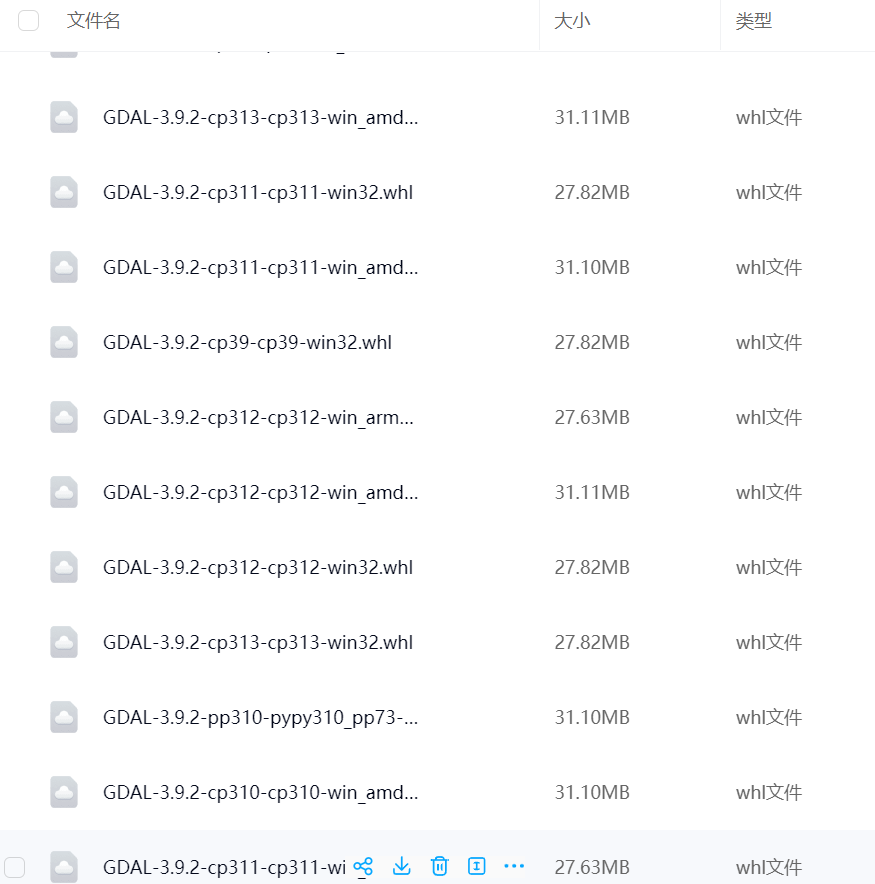 文件名 大小 类型
GDAL-3.9.2-cp313-cp313-win_amd... 31.11MB whl文件
GDAL-3.9.2-cp311-cp311-win32.whl 27.82MB whl文件
GDAL-3.9.2-cp311-cp311-win_amd... 31.10MB whl文件
GDAL-3.9.2-cp39-cp39-win32.whl 27.82MB whl文件
GDAL-3.9.2-cp312-cp312-win_arm... 27.63MB whl文件
GDAL-3.9.2-cp312-cp312-win_amd... 31.11MB whl文件
GDAL-3.9.2-cp312-cp312-win32.whl 27.82MB whl文件
GDAL-3.9.2-cp313-cp313-win32.whl 27.82MB whl文件
GDAL-3.9.2-pp310-pypy310_pp73-... 31.10MB whl文件
GDAL-3.9.2-cp310-cp310-win_amd... 31.10MB whl文件
GDAL-3.9.2-cp311-cp311-wi 27.63MB whl文件